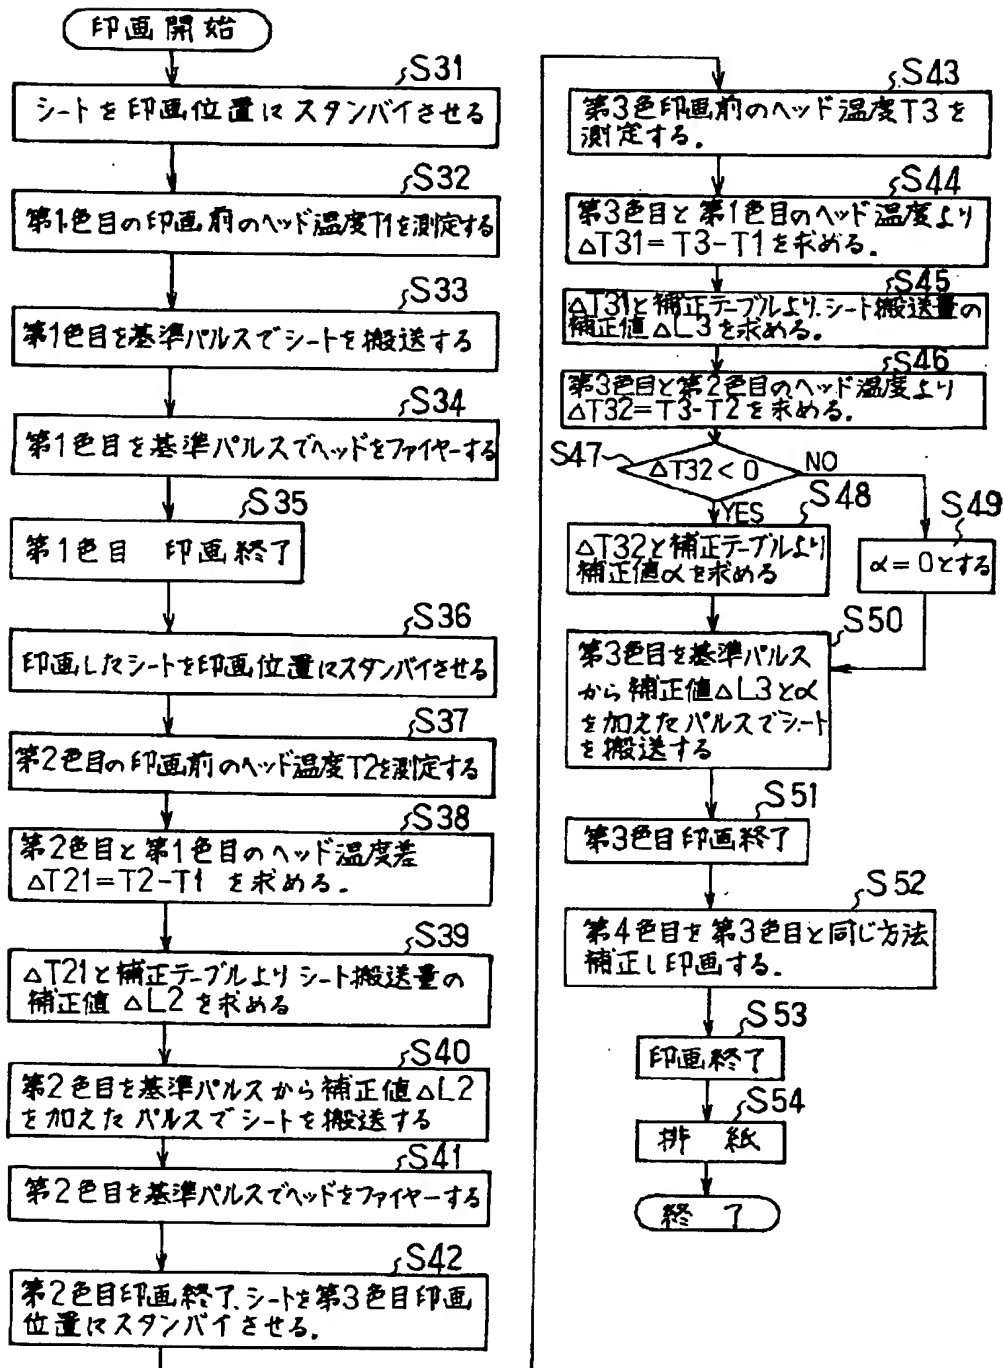 印画開始
S31
シートを印画位置にスタンバイさせる
S32
第1色目の印画前のヘッド温度T1を測定する
S33
第1色目を基準パルスでシートを搬送する
S34
第1色目を基準パルスでヘッドをファイヤーする
S35
第1色目 印画終了
S36
印画したシートを印画位置にスタンバイさせる
S37
第2色目の印画前のヘッド温度T2を測定する
S38
第2色目と第1色目のヘッド温度差
△T21=T2-T1 を求める.
S39
△T21と補正テーブルよりシート搬送量の
補正値 △L2 を求める
S40
第2色目を基準パルスから補正値△L2
を加えたパルスでシートを搬送する
S41
第2色目を基準パルスでヘッドをファイヤーする
S42
第2色目印画終了、シートを第3色目印画
位置にスタンバイさせる.
S43
第3色印画前のヘッド温度T3を
測定する.
S44
第3色目と第1色目のヘッド温度より
△T31=T3-T1を求める.
S45
△T31と補正テーブルより、シート搬送量の
補正値△L3を求める.
S46
第3色目と第2色目のヘッド温度より
△T32=T3-T2を求める.
S47
△T32<0
NO
YES
S48
△T32と補正テーブルより
補正値αを求める
S49
α=0とする
S50
第3色目を基準パルス
から補正値△L3とα
を加えたパルスでシート
を搬送する
S51
第3色目印画終了
S52
第4色目を第3色目と同じ方法
補正し印画する.
S53
印画終了
S54
排紙
終了